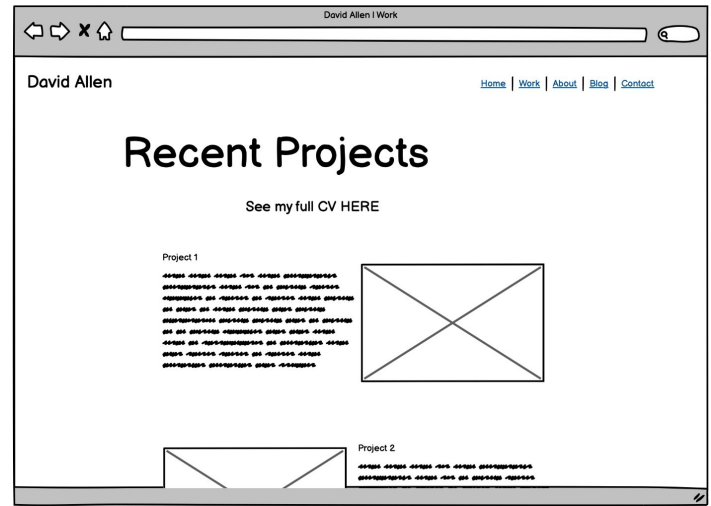 David Allen | Work
David Allen
Home | Work | About | Blog | Contact
Recent Projects
See my full CV HERE
Project 1
Project 2